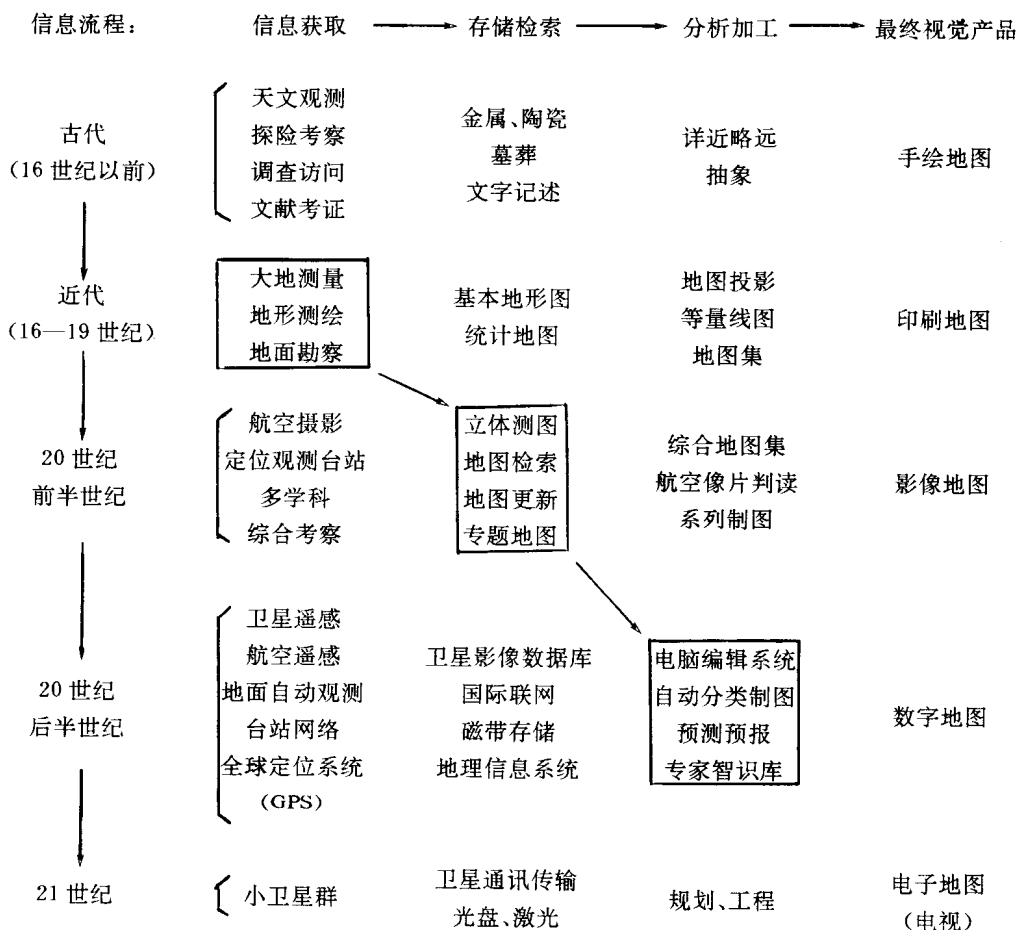 信息流程： 信息获取 存储检索 分析加工 最终视觉产品
古代
(16世纪以前)
天文观测
探险考察
调查访问
文献考证
金属、陶瓷
墓葬
文字记述
详近略远
抽象
手绘地图
近代
(16—19世纪)
大地测量
地形测绘
地面勘察
基本地形图
统计地图
地图投影
等量线图
地图集
印刷地图
20世纪
前半世纪
航空摄影
定位观测台站
多学科
综合考察
立体测图
地图检索
地图更新
专题地图
综合地图集
航空像片判读
系列制图
影像地图
20世纪
后半世纪
卫星遥感
航空遥感
地面自动观测
台站网络
全球定位系统
(GPS)
卫星影像数据库
国际联网
磁带存储
地理信息系统
电脑编辑系统
自动分类制图
预测预报
专家智识库
数字地图
21世纪
小卫星群
卫星通讯传输
光盘、激光
规划、工程
电子地图
(电视)